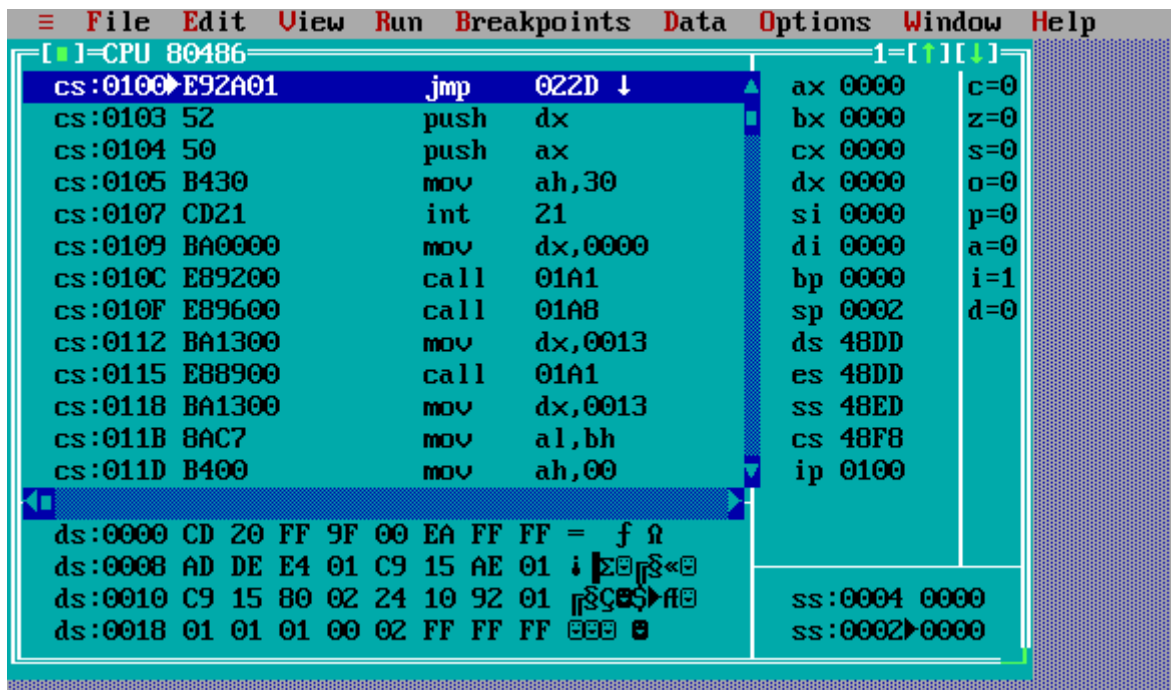 ≡ File Edit View Run Breakpoints Data Options Window Help
[■]=CPU 80486 1=[↑][↓]
cs:0100►E92A01 jmp 022D ↓ ax 0000 c=0
cs:0103 52 push dx bx 0000 z=0
cs:0104 50 push ax cx 0000 s=0
cs:0105 B430 mov ah,30 dx 0000 o=0
cs:0107 CD21 int 21 si 0000 p=0
cs:0109 BA0000 mov dx,0000 di 0000 a=0
cs:010C E89200 call 01A1 bp 0000 i=1
cs:010F E89600 call 01A8 sp 0002 d=0
cs:0112 BA1300 mov dx,0013 ds 48DD
cs:0115 E88900 call 01A1 es 48DD
cs:0118 BA1300 mov dx,0013 ss 48ED
cs:011B 8AC7 mov al,bh cs 48F8
cs:011D B400 mov ah,00 ip 0100
ds:0000 CD 20 FF 9F 00 EA FF FF = ƒ Ω
ds:0008 AD DE E4 01 C9 15 AE 01 ¡▐Σ☺╔§«☺
ds:0010 C9 15 80 02 24 10 92 01 ╔§Ç☻$►Æ☺ ss:0004 0000
ds:0018 01 01 01 00 02 FF FF FF ☺☺☺ ☻ ss:0002►0000